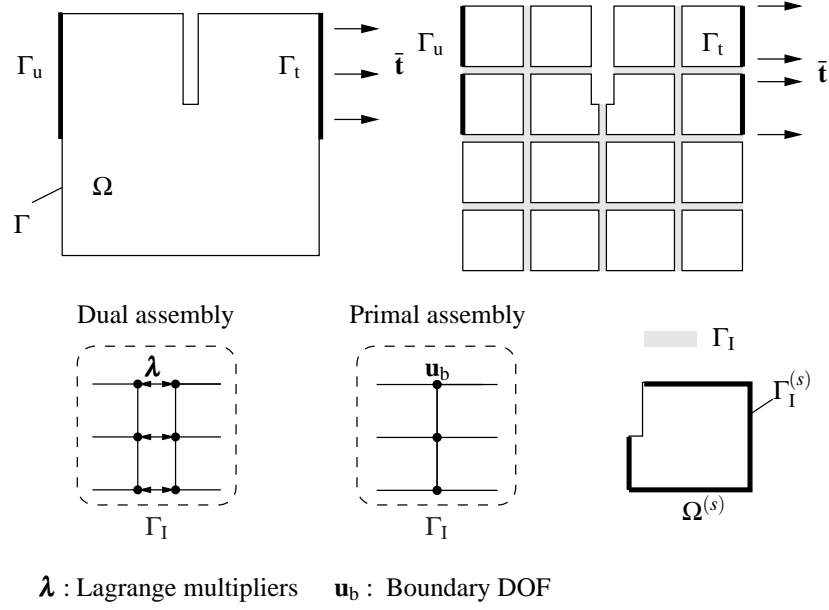 Γu
Γt
t̄
Ω
Γ
Γu
Γt
t̄
Dual assembly
λ
ΓI
Primal assembly
ub
ΓI
ΓI
ΓI(s)
Ω(s)
λ : Lagrange multipliers ub : Boundary DOF